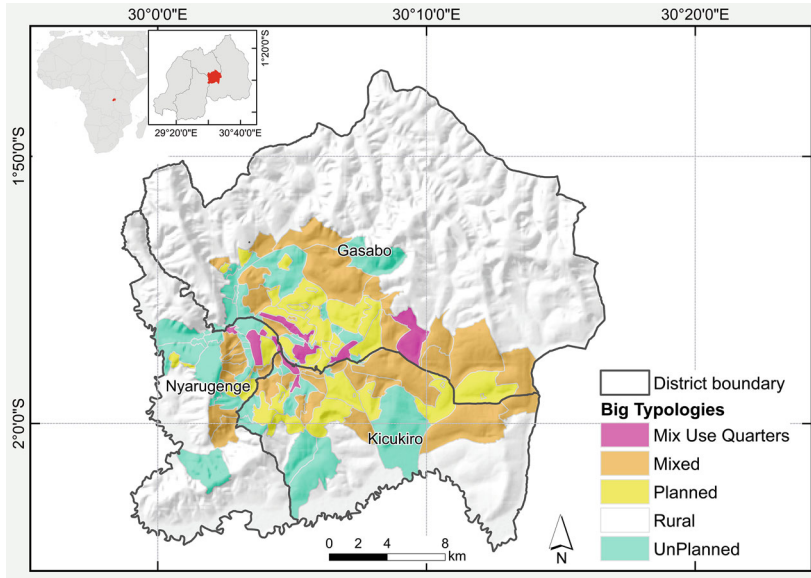 30°0'0"E
30°10'0"E
30°20'0"E
1°20'0"S
29°20'0"E
30°40'0"E
1°50'0"S
2°0'0"S
Gasabo
Nyarugenge
Kicukiro
District boundary
Big Typologies
Mix Use Quarters
Mixed
Planned
Rural
UnPlanned
0 2 4 8
km
N